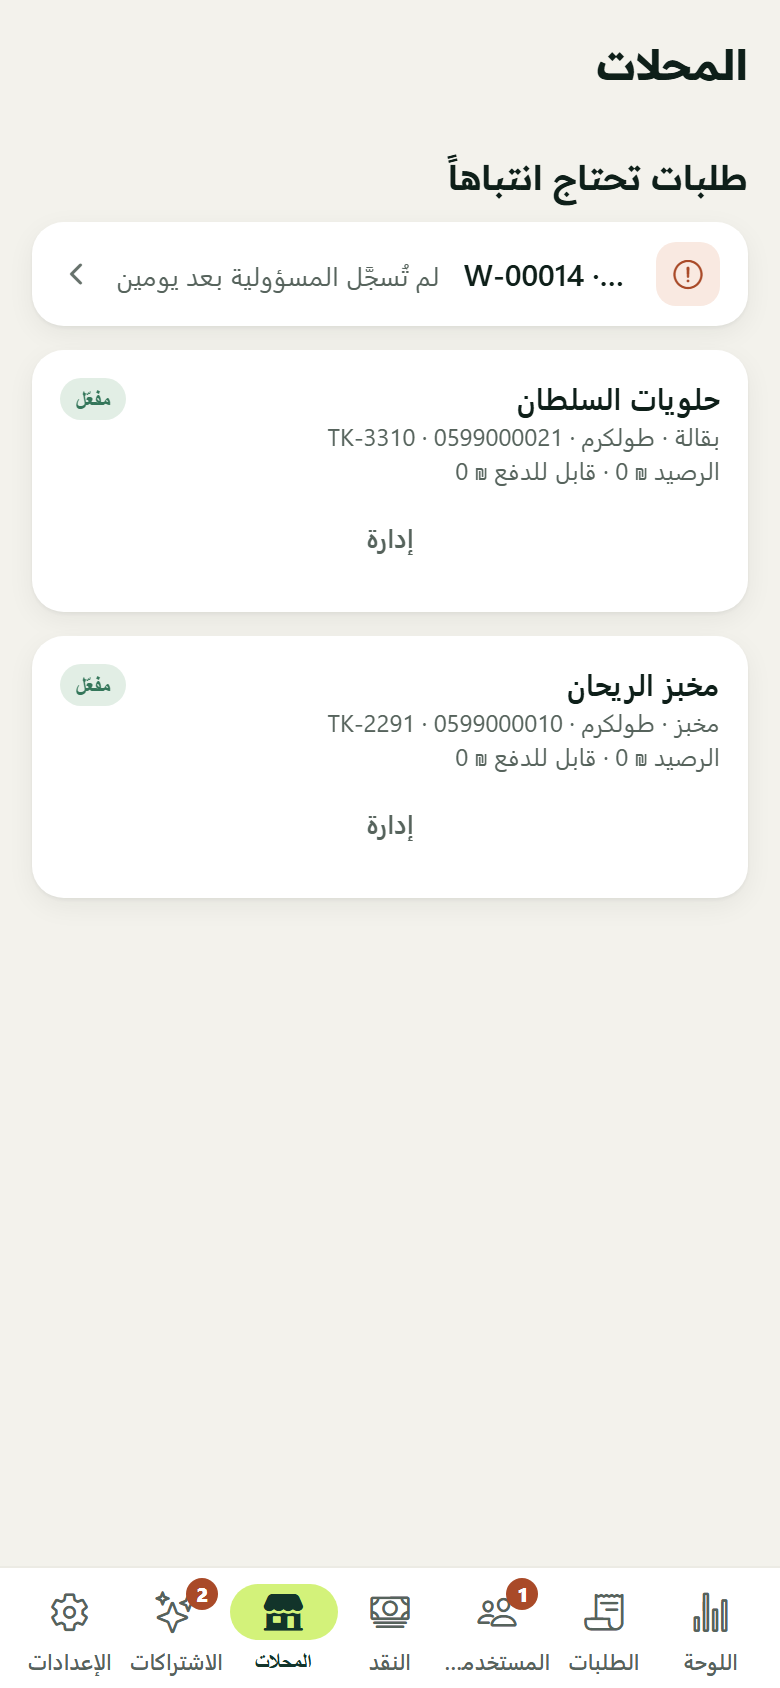 المحلات
طلبات تحتاج انتباهاً
W-00014 ·... لم تُسجَّل المسؤولية بعد يومين
حلويات السلطان
مفعّل
بقالة · طولكرم · 0599000021 · TK-3310
الرصيد ₪ 0 · قابل للدفع ₪ 0
إدارة
مخبز الريحان
مفعّل
مخبز · طولكرم · 0599000010 · TK-2291
الرصيد ₪ 0 · قابل للدفع ₪ 0
إدارة
1
2
اللوحة
الطلبات
المستخدمـ...
النقد
المحلات
الاشتراكات
الإعدادات